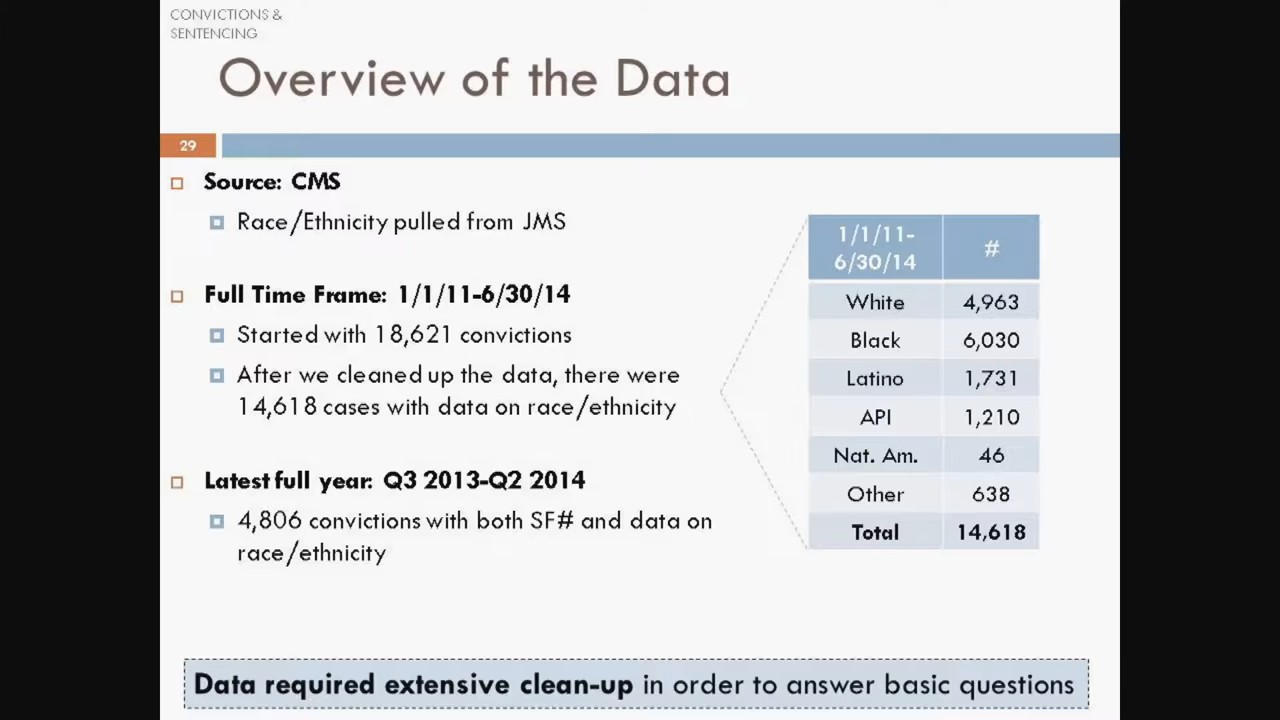 CONVICTIONS &
SENTENCING
Overview of the Data
29
Source: CMS
Race/Ethnicity pulled from JMS
Full Time Frame: 1/1/11-6/30/14
Started with 18,621 convictions
After we cleaned up the data, there were
14,618 cases with data on race/ethnicity
Latest full year: Q3 2013-Q2 2014
4,806 convictions with both SF# and data on
race/ethnicity
1/1/11-
6/30/14 #
White 4,963
Black 6,030
Latino 1,731
API 1,210
Nat. Am. 46
Other 638
Total 14,618
Data required extensive clean-up in order to answer basic questions